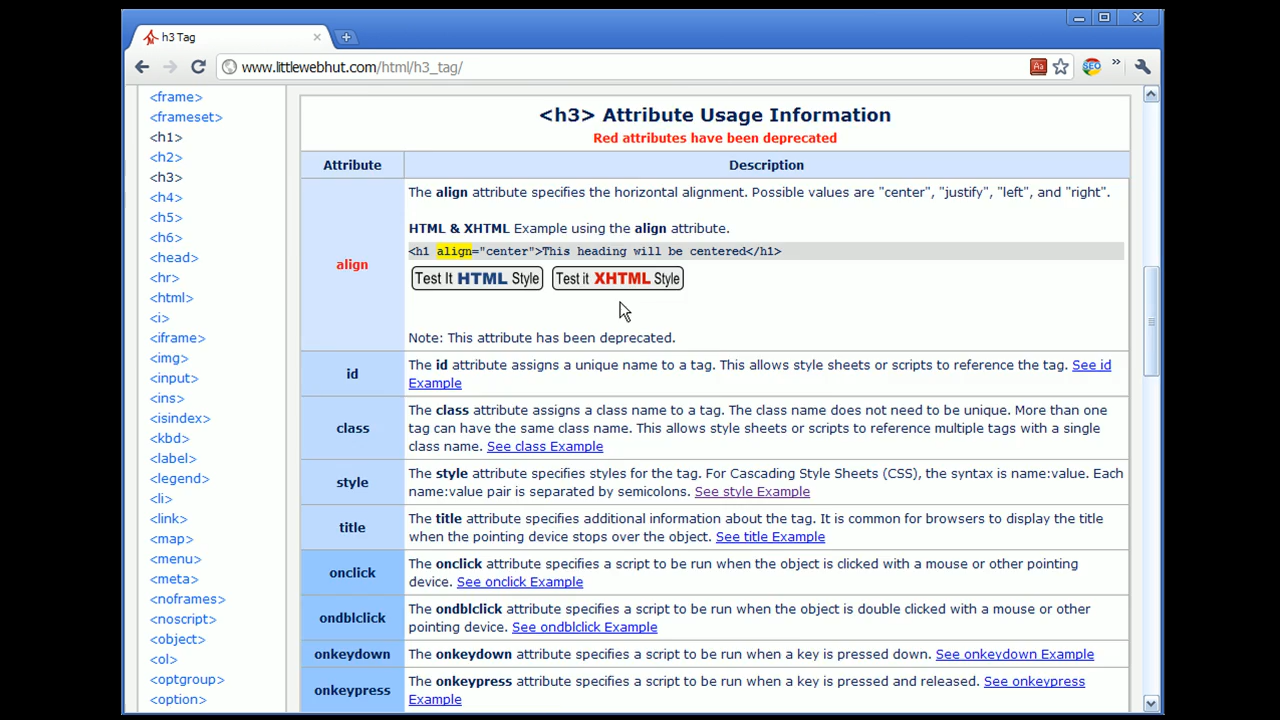 h3 Tag
www.littlewebhut.com/html/h3_tag/
SEO
»
<frame>
<frameset>
<h1>
<h2>
<h3>
<h4>
<h5>
<h6>
<head>
<hr>
<html>
<i>
<iframe>
<img>
<input>
<ins>
<isindex>
<kbd>
<label>
<legend>
<li>
<link>
<map>
<menu>
<meta>
<noframes>
<noscript>
<object>
<ol>
<optgroup>
<option>
<h3> Attribute Usage Information
Red attributes have been deprecated
Attribute Description
align
The align attribute specifies the horizontal alignment. Possible values are "center", "justify", "left", and "right".
HTML & XHTML Example using the align attribute.
<h1 align="center">This heading will be centered</h1>
Test It HTML Style Test it XHTML Style
Note: This attribute has been deprecated.
id
The id attribute assigns a unique name to a tag. This allows style sheets or scripts to reference the tag. See id
Example
class
The class attribute assigns a class name to a tag. The class name does not need to be unique. More than one
tag can have the same class name. This allows style sheets or scripts to reference multiple tags with a single
class name. See class Example
style
The style attribute specifies styles for the tag. For Cascading Style Sheets (CSS), the syntax is name:value. Each
name:value pair is separated by semicolons. See style Example
title
The title attribute specifies additional information about the tag. It is common for browsers to display the title
when the pointing device stops over the object. See title Example
onclick
The onclick attribute specifies a script to be run when the object is clicked with a mouse or other pointing
device. See onclick Example
ondblclick
The ondblclick attribute specifies a script to be run when the object is double clicked with a mouse or other
pointing device. See ondblclick Example
onkeydown
The onkeydown attribute specifies a script to be run when a key is pressed down. See onkeydown Example
onkeypress
The onkeypress attribute specifies a script to be run when a key is pressed and released. See onkeypress
Example